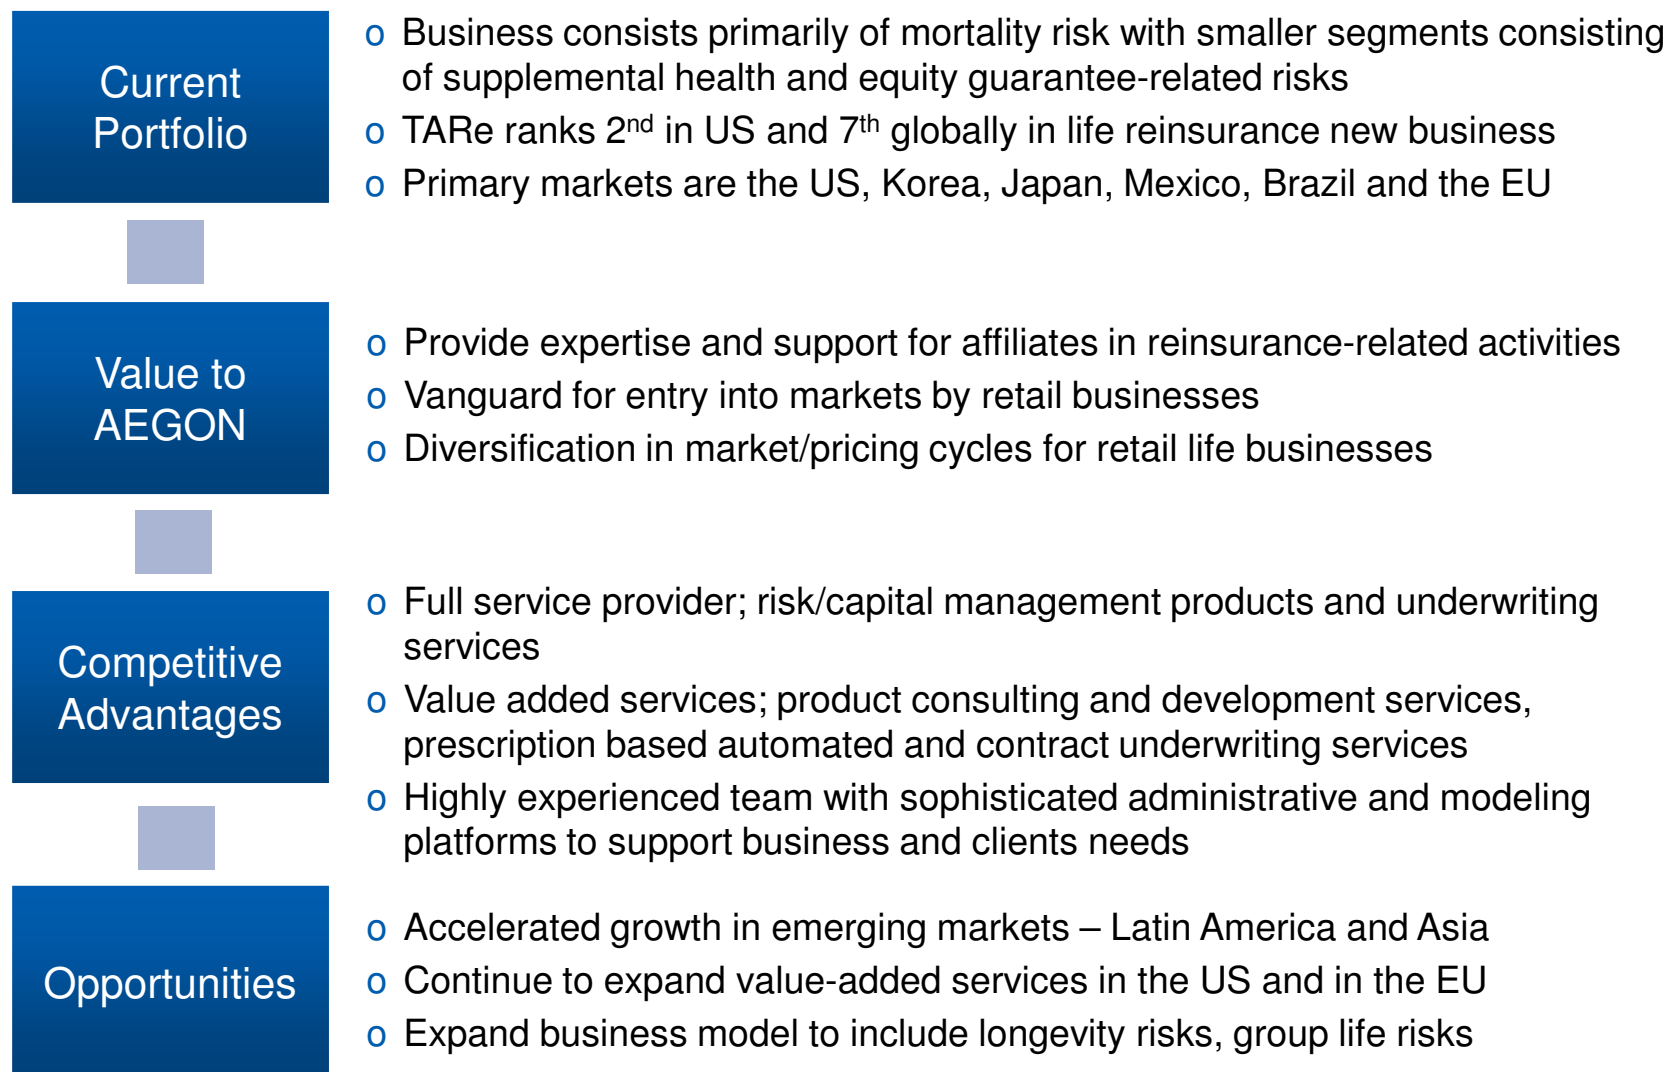 Current
Portfolio
o Business consists primarily of mortality risk with smaller segments consisting
of supplemental health and equity guarantee-related risks
o TARe ranks 2nd in US and 7th globally in life reinsurance new business
o Primary markets are the US, Korea, Japan, Mexico, Brazil and the EU
Value to
AEGON
o Provide expertise and support for affiliates in reinsurance-related activities
o Vanguard for entry into markets by retail businesses
o Diversification in market/pricing cycles for retail life businesses
Competitive
Advantages
o Full service provider; risk/capital management products and underwriting
services
o Value added services; product consulting and development services,
prescription based automated and contract underwriting services
o Highly experienced team with sophisticated administrative and modeling
platforms to support business and clients needs
Opportunities
o Accelerated growth in emerging markets – Latin America and Asia
o Continue to expand value-added services in the US and in the EU
o Expand business model to include longevity risks, group life risks